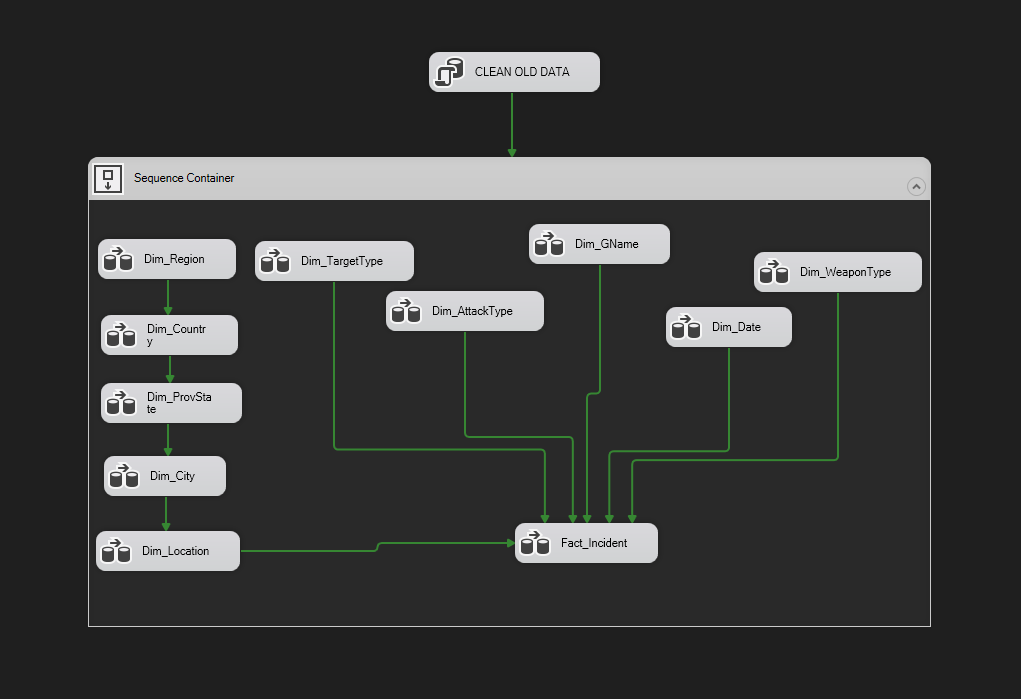 CLEAN OLD DATA
Sequence Container
Dim_Region
Dim_TargetType
Dim_GName
Dim_WeaponType
Dim_AttackType
Dim_Countr
y
Dim_Date
Dim_ProvSta
te
Dim_City
Dim_Location
Fact_Incident